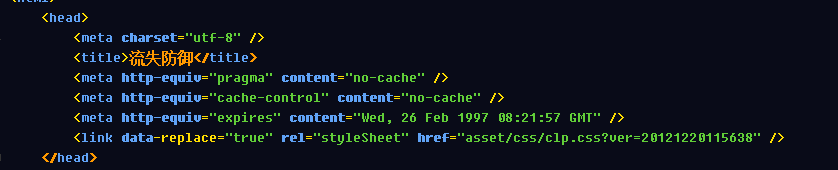 <head>
<meta charset="utf-8" />
<title>流失防御</title>
<meta http-equiv="pragma" content="no-cache" />
<meta http-equiv="cache-control" content="no-cache" />
<meta http-equiv="expires" content="Wed, 26 Feb 1997 08:21:57 GMT" />
<link data-replace="true" rel="styleSheet" href="asset/css/clp.css?ver=20121220115638" />
</head>